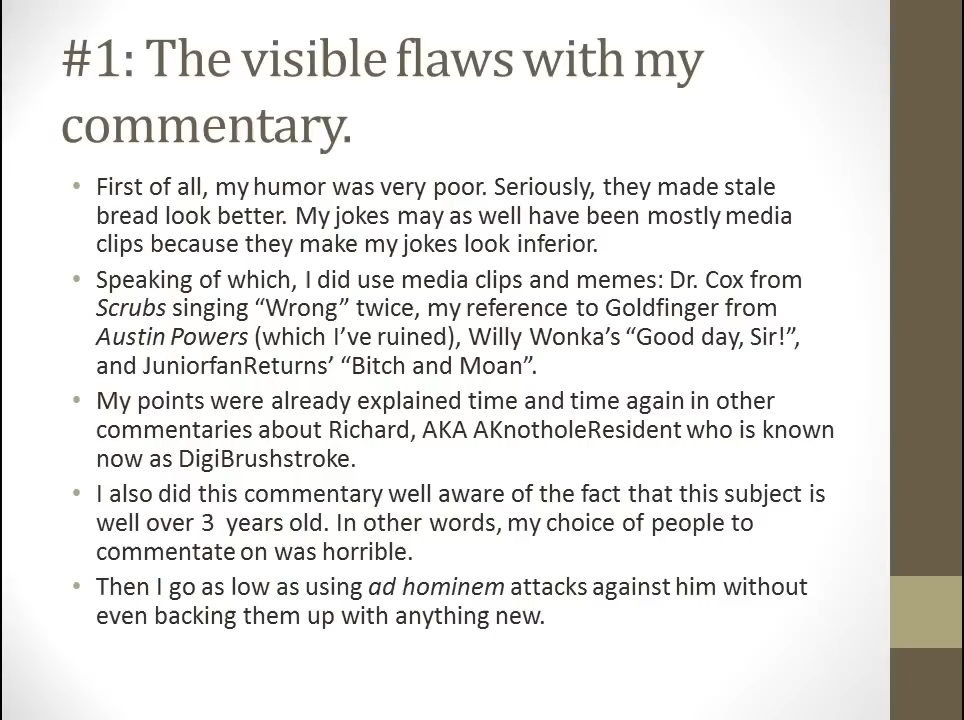 #1: The visible flaws with my
commentary.
• First of all, my humor was very poor. Seriously, they made stale
bread look better. My jokes may as well have been mostly media
clips because they make my jokes look inferior.
• Speaking of which, I did use media clips and memes: Dr. Cox from
Scrubs singing “Wrong” twice, my reference to Goldfinger from
Austin Powers (which I’ve ruined), Willy Wonka’s “Good day, Sir!”,
and JuniorfanReturns’ “Bitch and Moan”.
• My points were already explained time and time again in other
commentaries about Richard, AKA AKnotholeResident who is known
now as DigiBrushstroke.
• I also did this commentary well aware of the fact that this subject is
well over 3  years old. In other words, my choice of people to
commentate on was horrible.
• Then I go as low as using ad hominem attacks against him without
even backing them up with anything new.